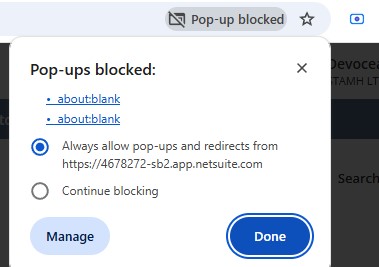 Pop-up blocked
Pop-ups blocked:
• about:blank
• about:blank
Always allow pop-ups and redirects from
https://4678272-sb2.app.netsuite.com
Continue blocking
Manage
Done
Devocea
STAMH LT
Search